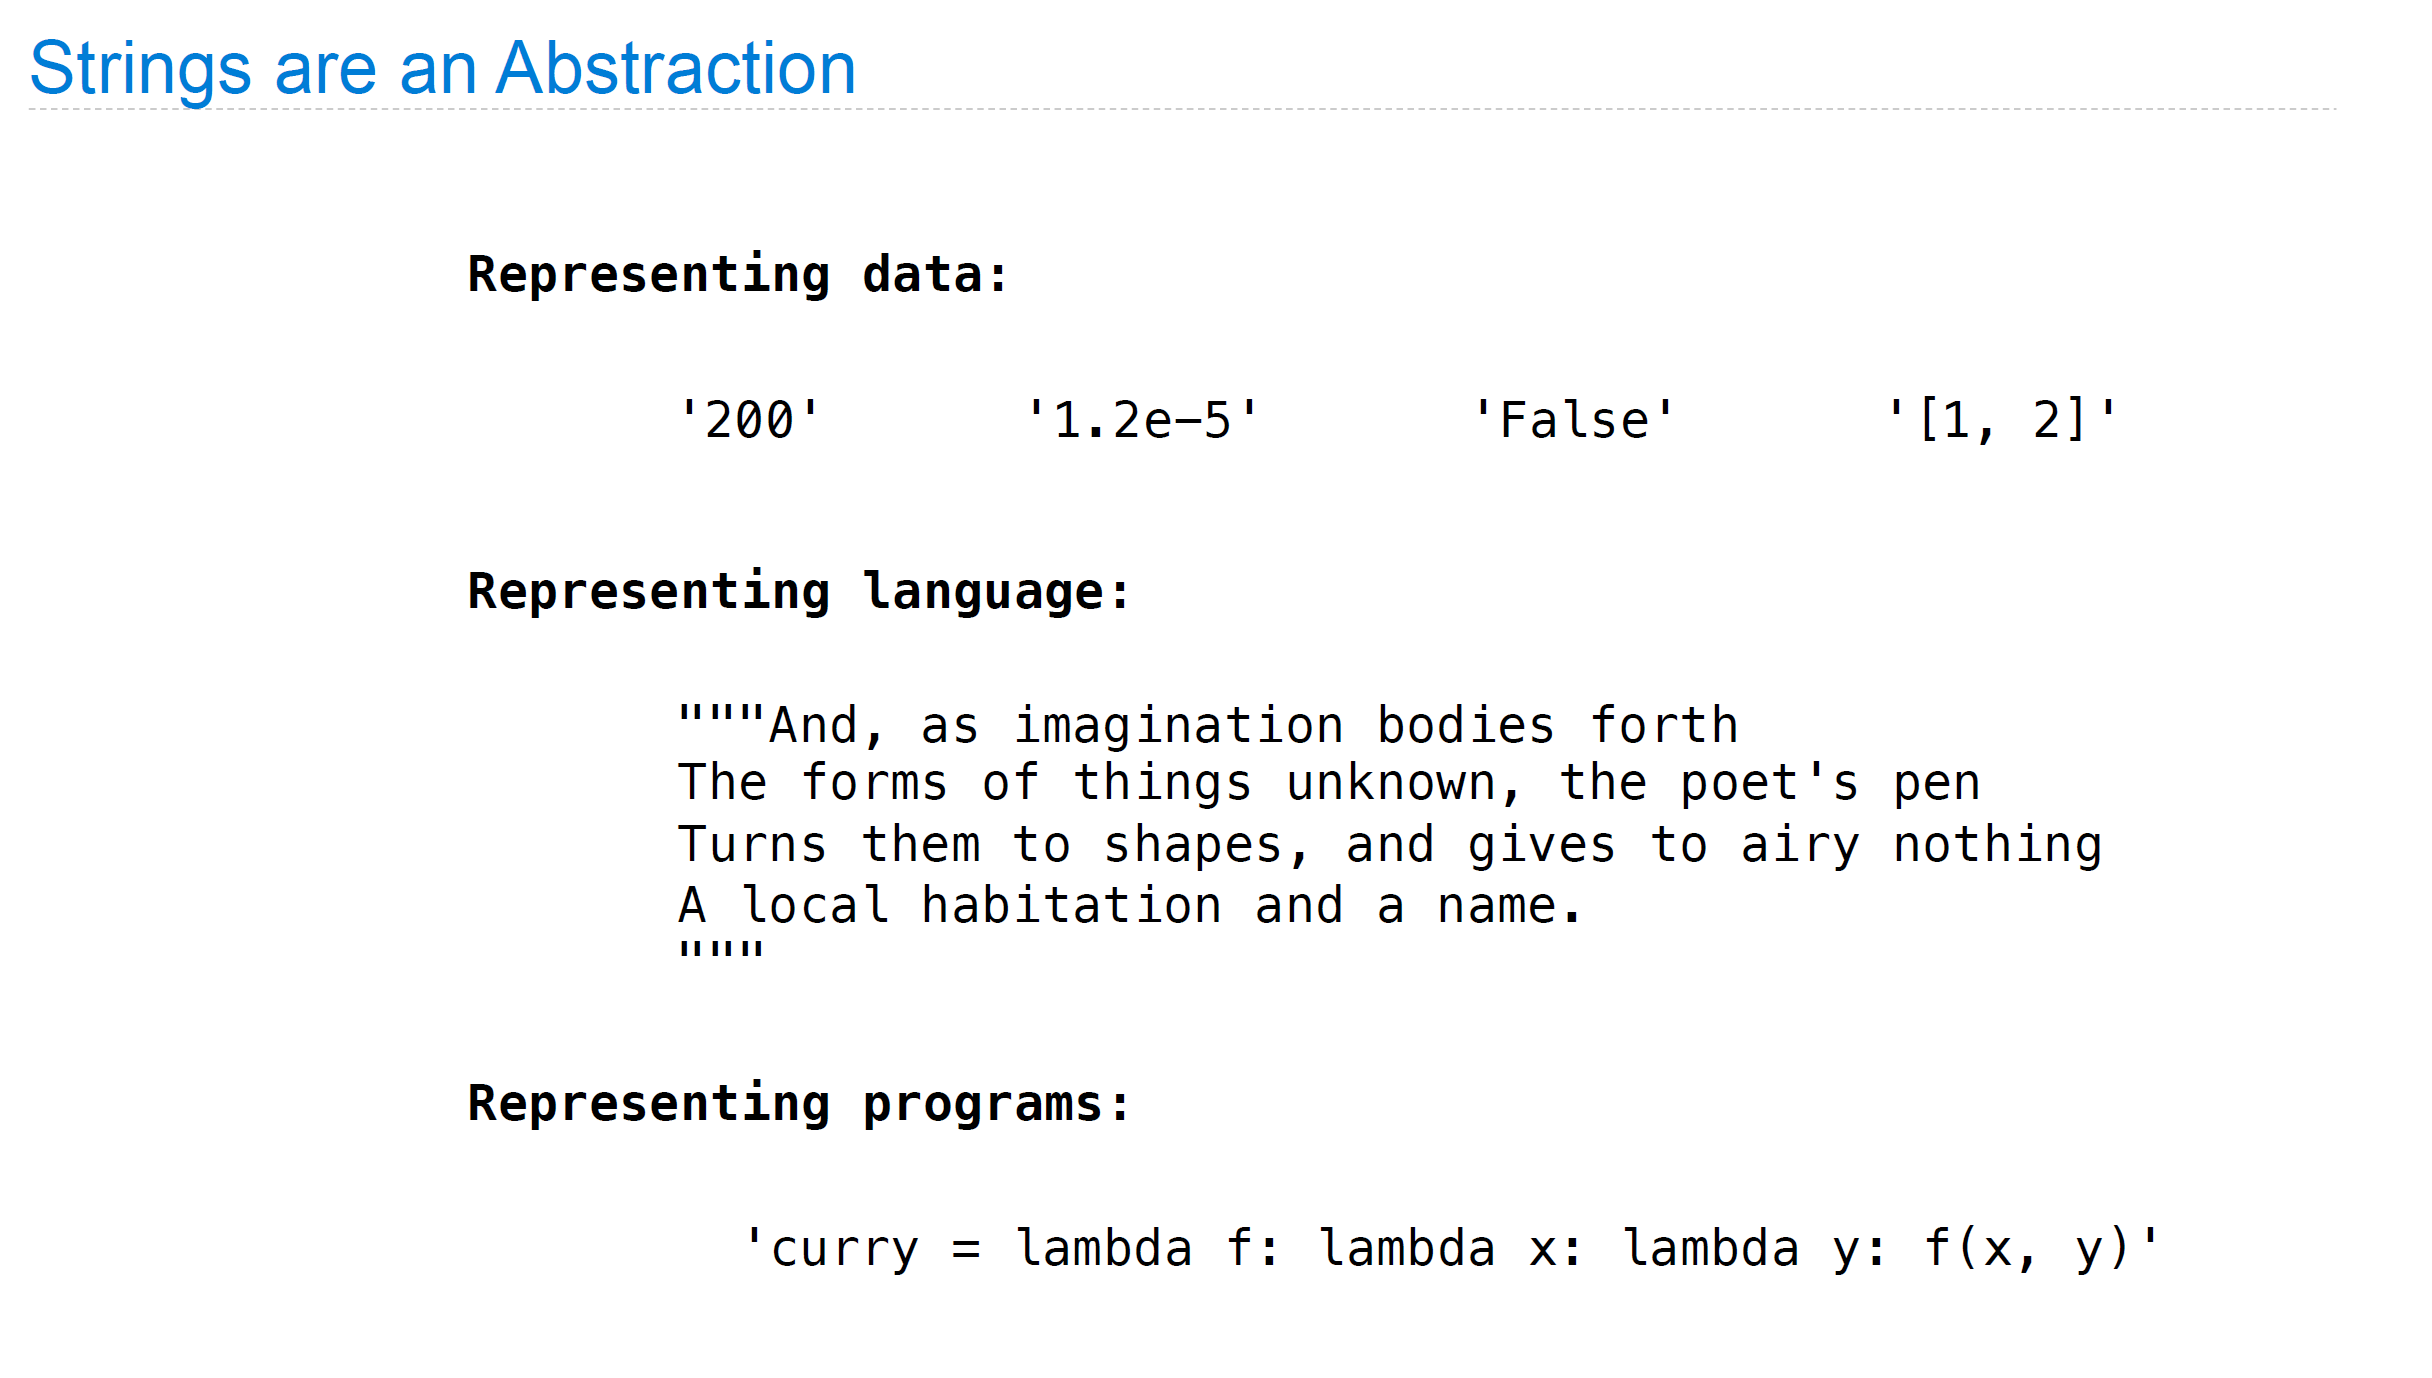 Strings are an Abstraction
Representing data:
'200' '1.2e−5' 'False' '[1, 2]'
Representing language:
"""And, as imagination bodies forth
The forms of things unknown, the poet's pen
Turns them to shapes, and gives to airy nothing
A local habitation and a name.
"""
Representing programs:
'curry = lambda f: lambda x: lambda y: f(x, y)'